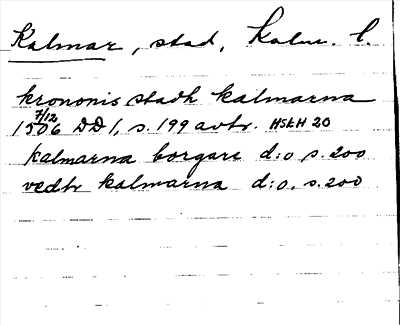 Kalmar, stad, Kalm. l.
krononis stadh kalmarna
7/12
1506 DD 1, s. 199 avtr. HSkH 20
kalmarna borgare d:o, s. 200
vedh kalmarna d:o, s. 200